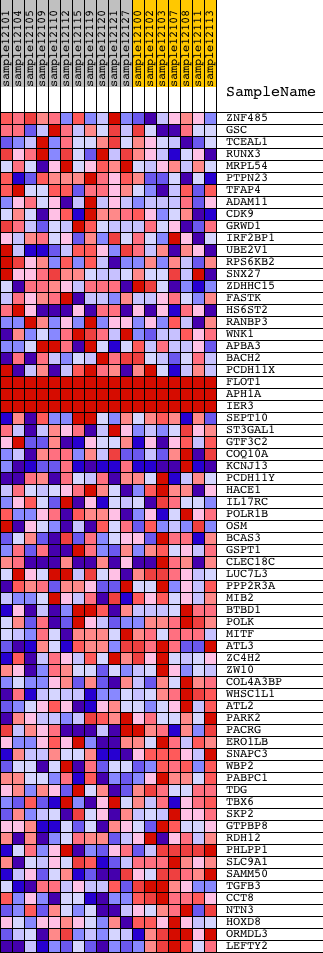 sample12101
sample12104
sample12105
sample12109
sample12110
sample12112
sample12115
sample12119
sample12120
sample12127
sample12100
sample12102
sample12103
sample12107
sample12108
sample12111
sample12113
SampleName
ZNF485
GSC
TCEAL1
RUNX3
MRPL54
PTPN23
TFAP4
ADAM11
CDK9
GRWD1
IRF2BP1
UBE2V1
RPS6KB2
SNX27
ZDHHC15
FASTK
HS6ST2
RANBP3
WNK1
APBA3
BACH2
PCDH11X
FLOT1
APH1A
IER3
SEPT10
ST3GAL1
GTF3C2
COQ10A
KCNJ13
PCDH11Y
HACE1
IL17RC
POLR1B
OSM
BCAS3
GSPT1
CLEC18C
LUC7L3
PPP2R3A
MIB2
BTBD1
POLK
MITF
ATL3
ZC4H2
ZW10
COL4A3BP
WHSC1L1
ATL2
PARK2
PACRG
ERO1LB
SNAPC3
WBP2
PABPC1
TDG
TBX6
SKP2
GTPBP8
RDH12
PHLPP1
SLC9A1
SAMM50
TGFB3
CCT8
NTN3
HOXD8
ORMDL3
LEFTY2